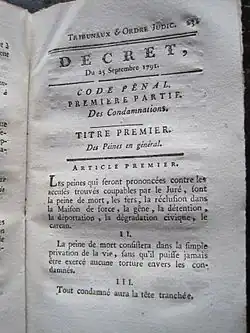 TRIBUNAUX & ORDRE JUDIC.
DÉCRET,
Du 25 Septembre 1791.
CODE PÉNAL.
PREMIERE PARTIE.
Des Condamnations.
TITRE PREMIER.
Des Peines en général.
ARTICLE PREMIER.
Les peines qui seront prononcées contre les
accusés trouvés coupables par le Juré, sont
la peine de mort, les fers, la réclusion dans
la Maison de force, la gêne, la détention,
la déportation, la dégradation civique, le
carcan.
II.
La peine de mort consistera dans la simple
privation de la vie, sans qu'il puisse jamais
être exercé aucune torture envers les con-
damnés.
III.
Tout condamné aura la tête tranchée,